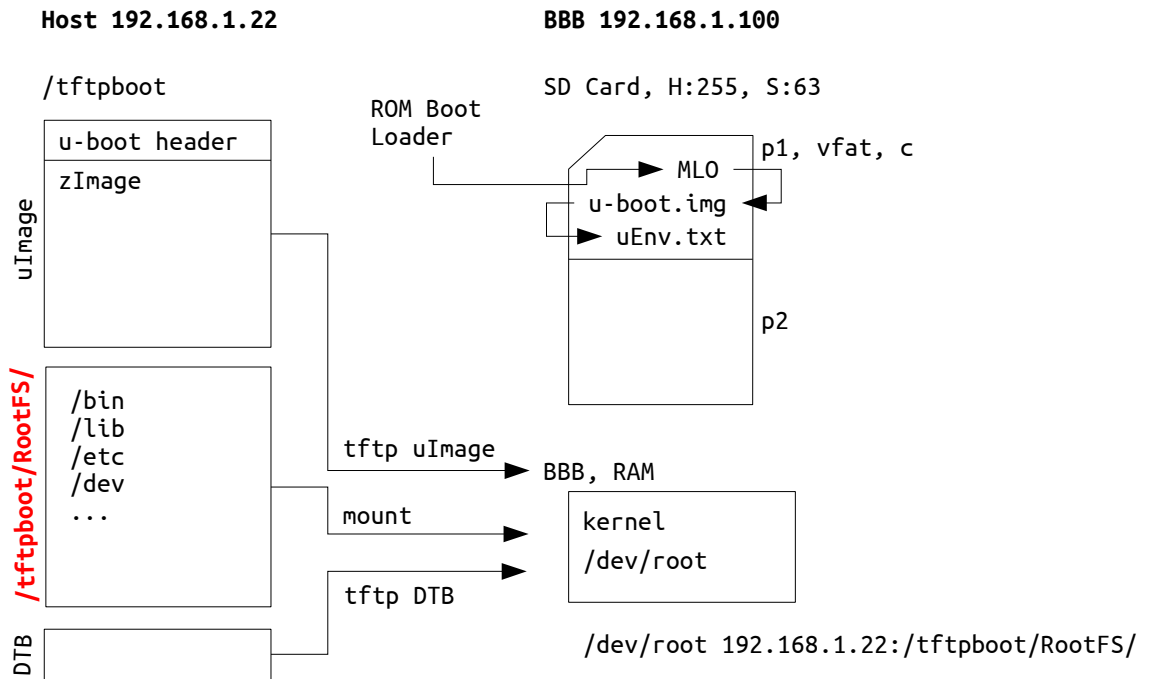 Host 192.168.1.22
BBB 192.168.1.100
/tftpboot
SD Card, H:255, S:63
ROM Boot
Loader
u-boot header
zImage
uImage
p1, vfat, c
MLO
u-boot.img
uEnv.txt
p2
/tftpboot/RootFS/
/bin
/lib
/etc
/dev
...
tftp uImage
mount
tftp DTB
BBB, RAM
kernel
/dev/root
DTB
/dev/root 192.168.1.22:/tftpboot/RootFS/